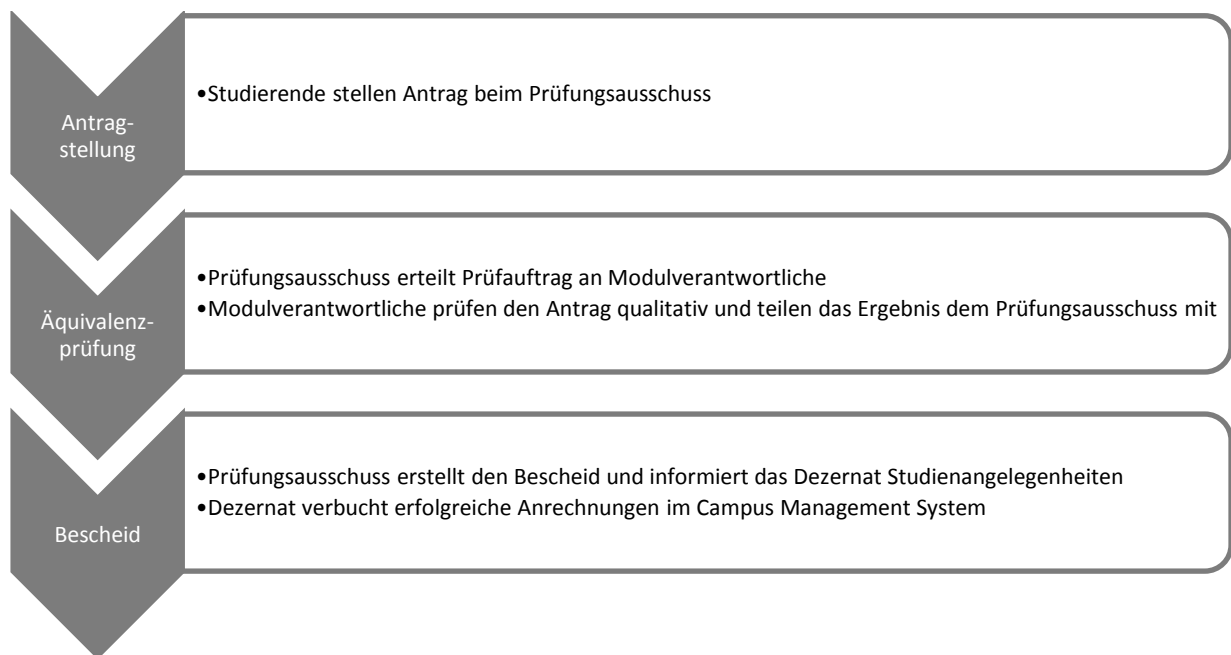 Antrag-
stellung
•Studierende stellen Antrag beim Prüfungsausschuss
Äquivalenz-
prüfung
•Prüfungsausschuss erteilt Prüfauftrag an Modulverantwortliche
•Modulverantwortliche prüfen den Antrag qualitativ und teilen das Ergebnis dem Prüfungsausschuss mit
Bescheid
•Prüfungsausschuss erstellt den Bescheid und informiert das Dezernat Studienangelegenheiten
•Dezernat verbucht erfolgreiche Anrechnungen im Campus Management System